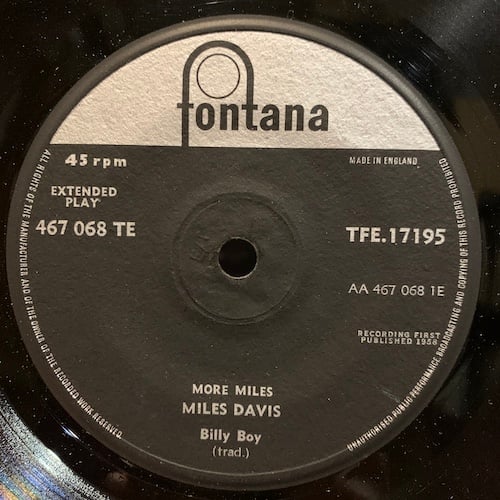 fontana
45 rpm
MADE IN ENGLAND
EXTENDED
PLAY
467 068 TE
TFE.17195
AA 467 068 1E
RECORDING FIRST
PUBLISHED 1958
MORE MILES
MILES DAVIS
Billy Boy
(trad.)
ALL RIGHTS OF THE MANUFACTURER AND OF THE OWNER OF THE RECORDED WORK RESERVED.
UNAUTHORISED PUBLIC PERFORMANCE, BROADCASTING AND COPYING OF THIS RECORD PROHIBITED.